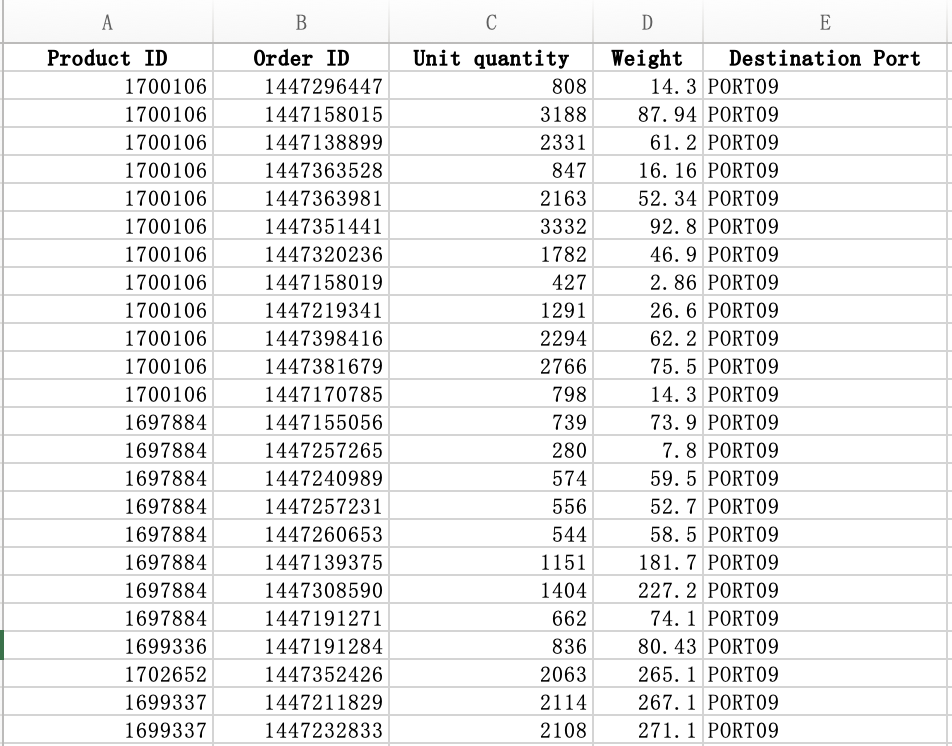 A B C D E
Product ID Order ID Unit quantity Weight Destination Port
1700106 1447296447 808 14.3 PORT09
1700106 1447158015 3188 87.94 PORT09
1700106 1447138899 2331 61.2 PORT09
1700106 1447363528 847 16.16 PORT09
1700106 1447363981 2163 52.34 PORT09
1700106 1447351441 3332 92.8 PORT09
1700106 1447320236 1782 46.9 PORT09
1700106 1447158019 427 2.86 PORT09
1700106 1447219341 1291 26.6 PORT09
1700106 1447398416 2294 62.2 PORT09
1700106 1447381679 2766 75.5 PORT09
1700106 1447170785 798 14.3 PORT09
1697884 1447155056 739 73.9 PORT09
1697884 1447257265 280 7.8 PORT09
1697884 1447240989 574 59.5 PORT09
1697884 1447257231 556 52.7 PORT09
1697884 1447260653 544 58.5 PORT09
1697884 1447139375 1151 181.7 PORT09
1697884 1447308590 1404 227.2 PORT09
1697884 1447191271 662 74.1 PORT09
1699336 1447191284 836 80.43 PORT09
1702652 1447352426 2063 265.1 PORT09
1699337 1447211829 2114 267.1 PORT09
1699337 1447232833 2108 271.1 PORT09